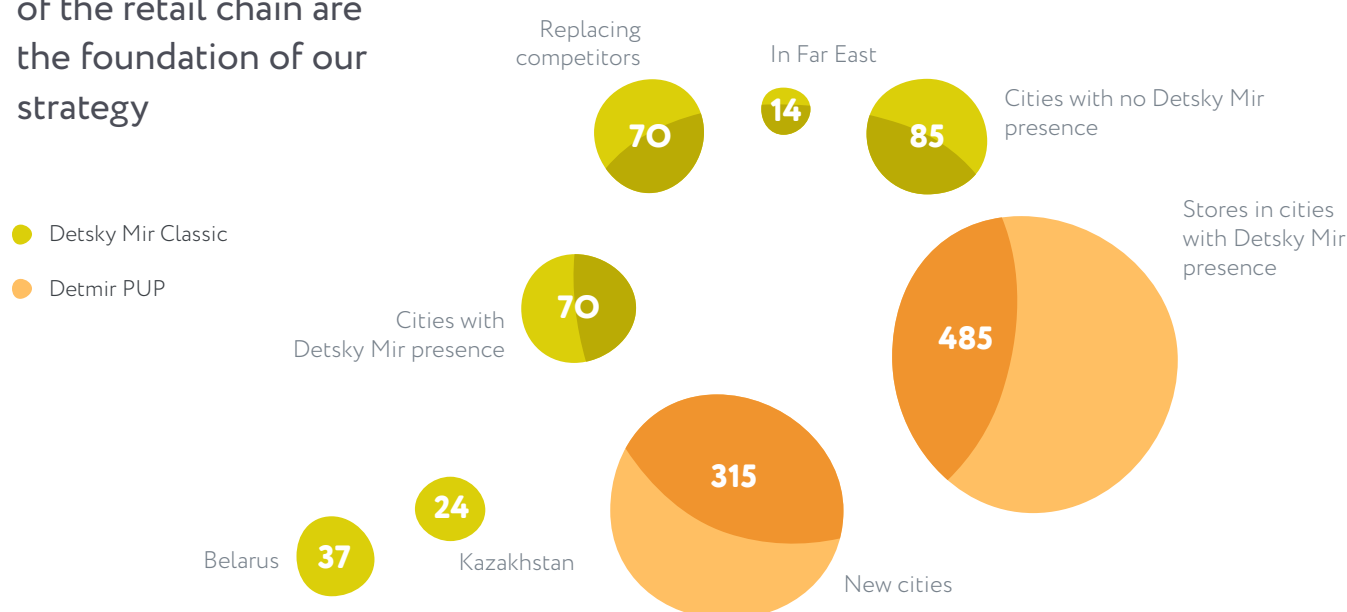 of the retail chain are
the foundation of our
strategy
Detsky Mir Classic
Detmir PUP
Replacing
competitors
70
In Far East
14
85
Cities with no Detsky Mir
presence
Stores in cities
with Detsky Mir
presence
485
70
Cities with
Detsky Mir presence
315
New cities
24
Kazakhstan
Belarus
37